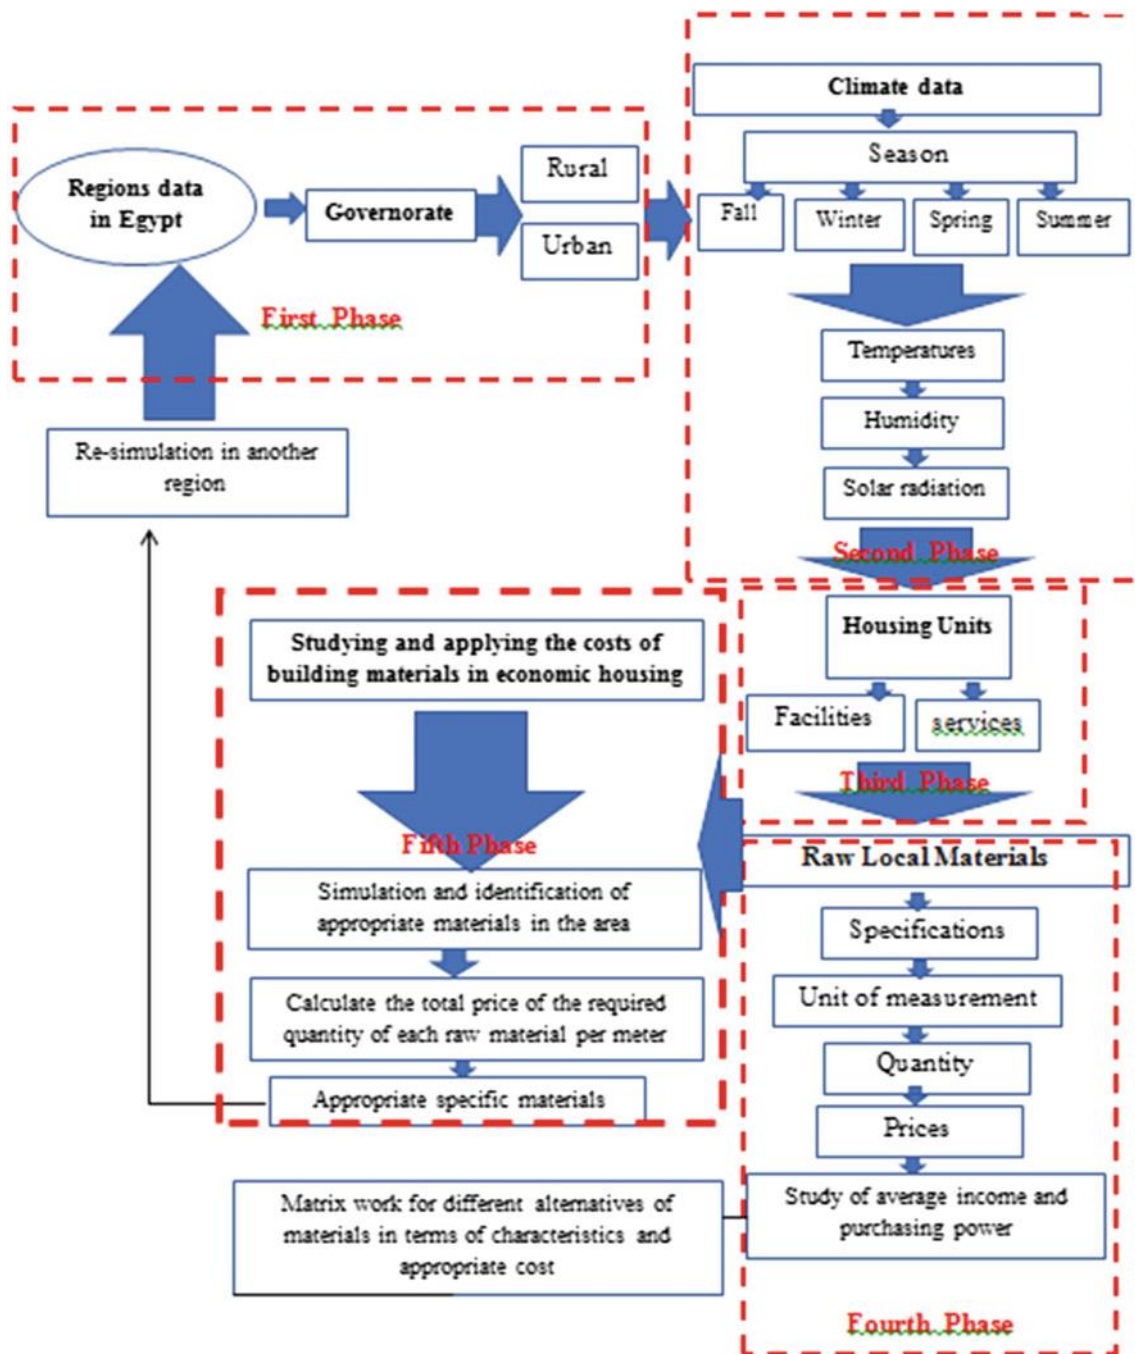 Regions data
in Egypt
Governorate
Rural
Urban
First Phase
Climate data
Season
Fall
Winter
Spring
Summer
Temperatures
Humidity
Solar radiation
Second Phase
Re-simulation in another
region
Housing Units
Facilities
services
Third Phase
Raw Local Materials
Specifications
Unit of measurement
Quantity
Prices
Study of average income and
purchasing power
Fourth Phase
Matrix work for different alternatives of
materials in terms of characteristics and
appropriate cost
Studying and applying the costs of
building materials in economic housing
Fifth Phase
Simulation and identification of
appropriate materials in the area
Calculate the total price of the required
quantity of each raw material per meter
Appropriate specific materials